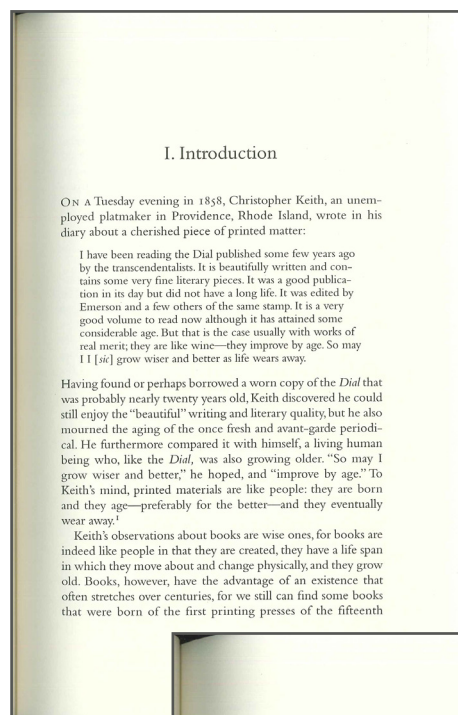 I. Introduction
ON A Tuesday evening in 1858, Christopher Keith, an unem-
ployed platmaker in Providence, Rhode Island, wrote in his
diary about a cherished piece of printed matter:
I have been reading the Dial published some few years ago
by the transcendentalists. It is beautifully written and con-
tains some very fine literary pieces. It was a good publica-
tion in its day but did not have a long life. It was edited by
Emerson and a few others of the same stamp. It is a very
good volume to read now although it has attained some
considerable age. But that is the case usually with works of
real merit; they are like wine—they improve by age. So may
I I [sic] grow wiser and better as life wears away.
Having found or perhaps borrowed a worn copy of the Dial that
was probably nearly twenty years old, Keith discovered he could
still enjoy the “beautiful” writing and literary quality, but he also
mourned the aging of the once fresh and avant-garde periodi-
cal. He furthermore compared it with himself, a living human
being who, like the Dial, was also growing older. “So may I
grow wiser and better,” he hoped, and “improve by age.” To
Keith’s mind, printed materials are like people: they are born
and they age—preferably for the better—and they eventually
wear away.¹
Keith’s observations about books are wise ones, for books are
indeed like people in that they are created, they have a life span
in which they move about and change physically, and they grow
old. Books, however, have the advantage of an existence that
often stretches over centuries, for we still can find some books
that were born of the first printing presses of the fifteenth